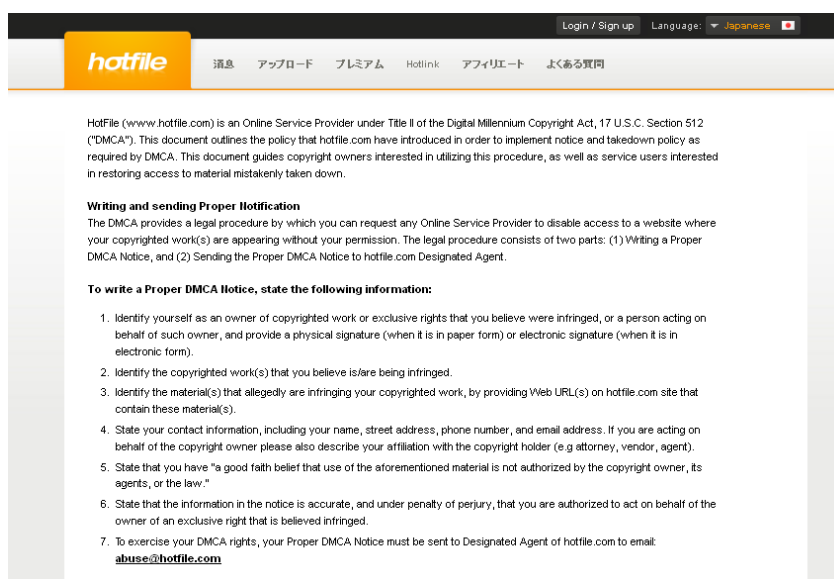 Login / Sign up Language: Japanese
hotfile 消息 アップロード プレミアム Hotlink アフィリエート よくある質問
HotFile (www.hotfile.com) is an Online Service Provider under Title II of the Digital Millennium Copyright Act, 17 U.S.C. Section 512
("DMCA"). This document outlines the policy that hotfile.com have introduced in order to implement notice and takedown policy as
required by DMCA. This document guides copyright owners interested in utilizing this procedure, as well as service users interested
in restoring access to material mistakenly taken down.
Writing and sending Proper Notification
The DMCA provides a legal procedure by which you can request any Online Service Provider to disable access to a website where
your copyrighted work(s) are appearing without your permission. The legal procedure consists of two parts: (1) Writing a Proper
DMCA Notice, and (2) Sending the Proper DMCA Notice to hotfile.com Designated Agent.
To write a Proper DMCA Notice, state the following information:
1. Identify yourself as an owner of copyrighted work or exclusive rights that you believe were infringed, or a person acting on
behalf of such owner, and provide a physical signature (when it is in paper form) or electronic signature (when it is in
electronic form).
2. Identify the copyrighted work(s) that you believe is/are being infringed.
3. Identify the material(s) that allegedly are infringing your copyrighted work, by providing Web URL(s) on hotfile.com site that
contain these material(s).
4. State your contact information, including your name, street address, phone number, and email address. If you are acting on
behalf of the copyright owner please also describe your affiliation with the copyright holder (e.g attorney, vendor, agent).
5. State that you have "a good faith belief that use of the aforementioned material is not authorized by the copyright owner, its
agents, or the law."
6. State that the information in the notice is accurate, and under penalty of perjury, that you are authorized to act on behalf of the
owner of an exclusive right that is believed infringed.
7. To exercise your DMCA rights, your Proper DMCA Notice must be sent to Designated Agent of hotfile.com to email:
abuse@hotfile.com